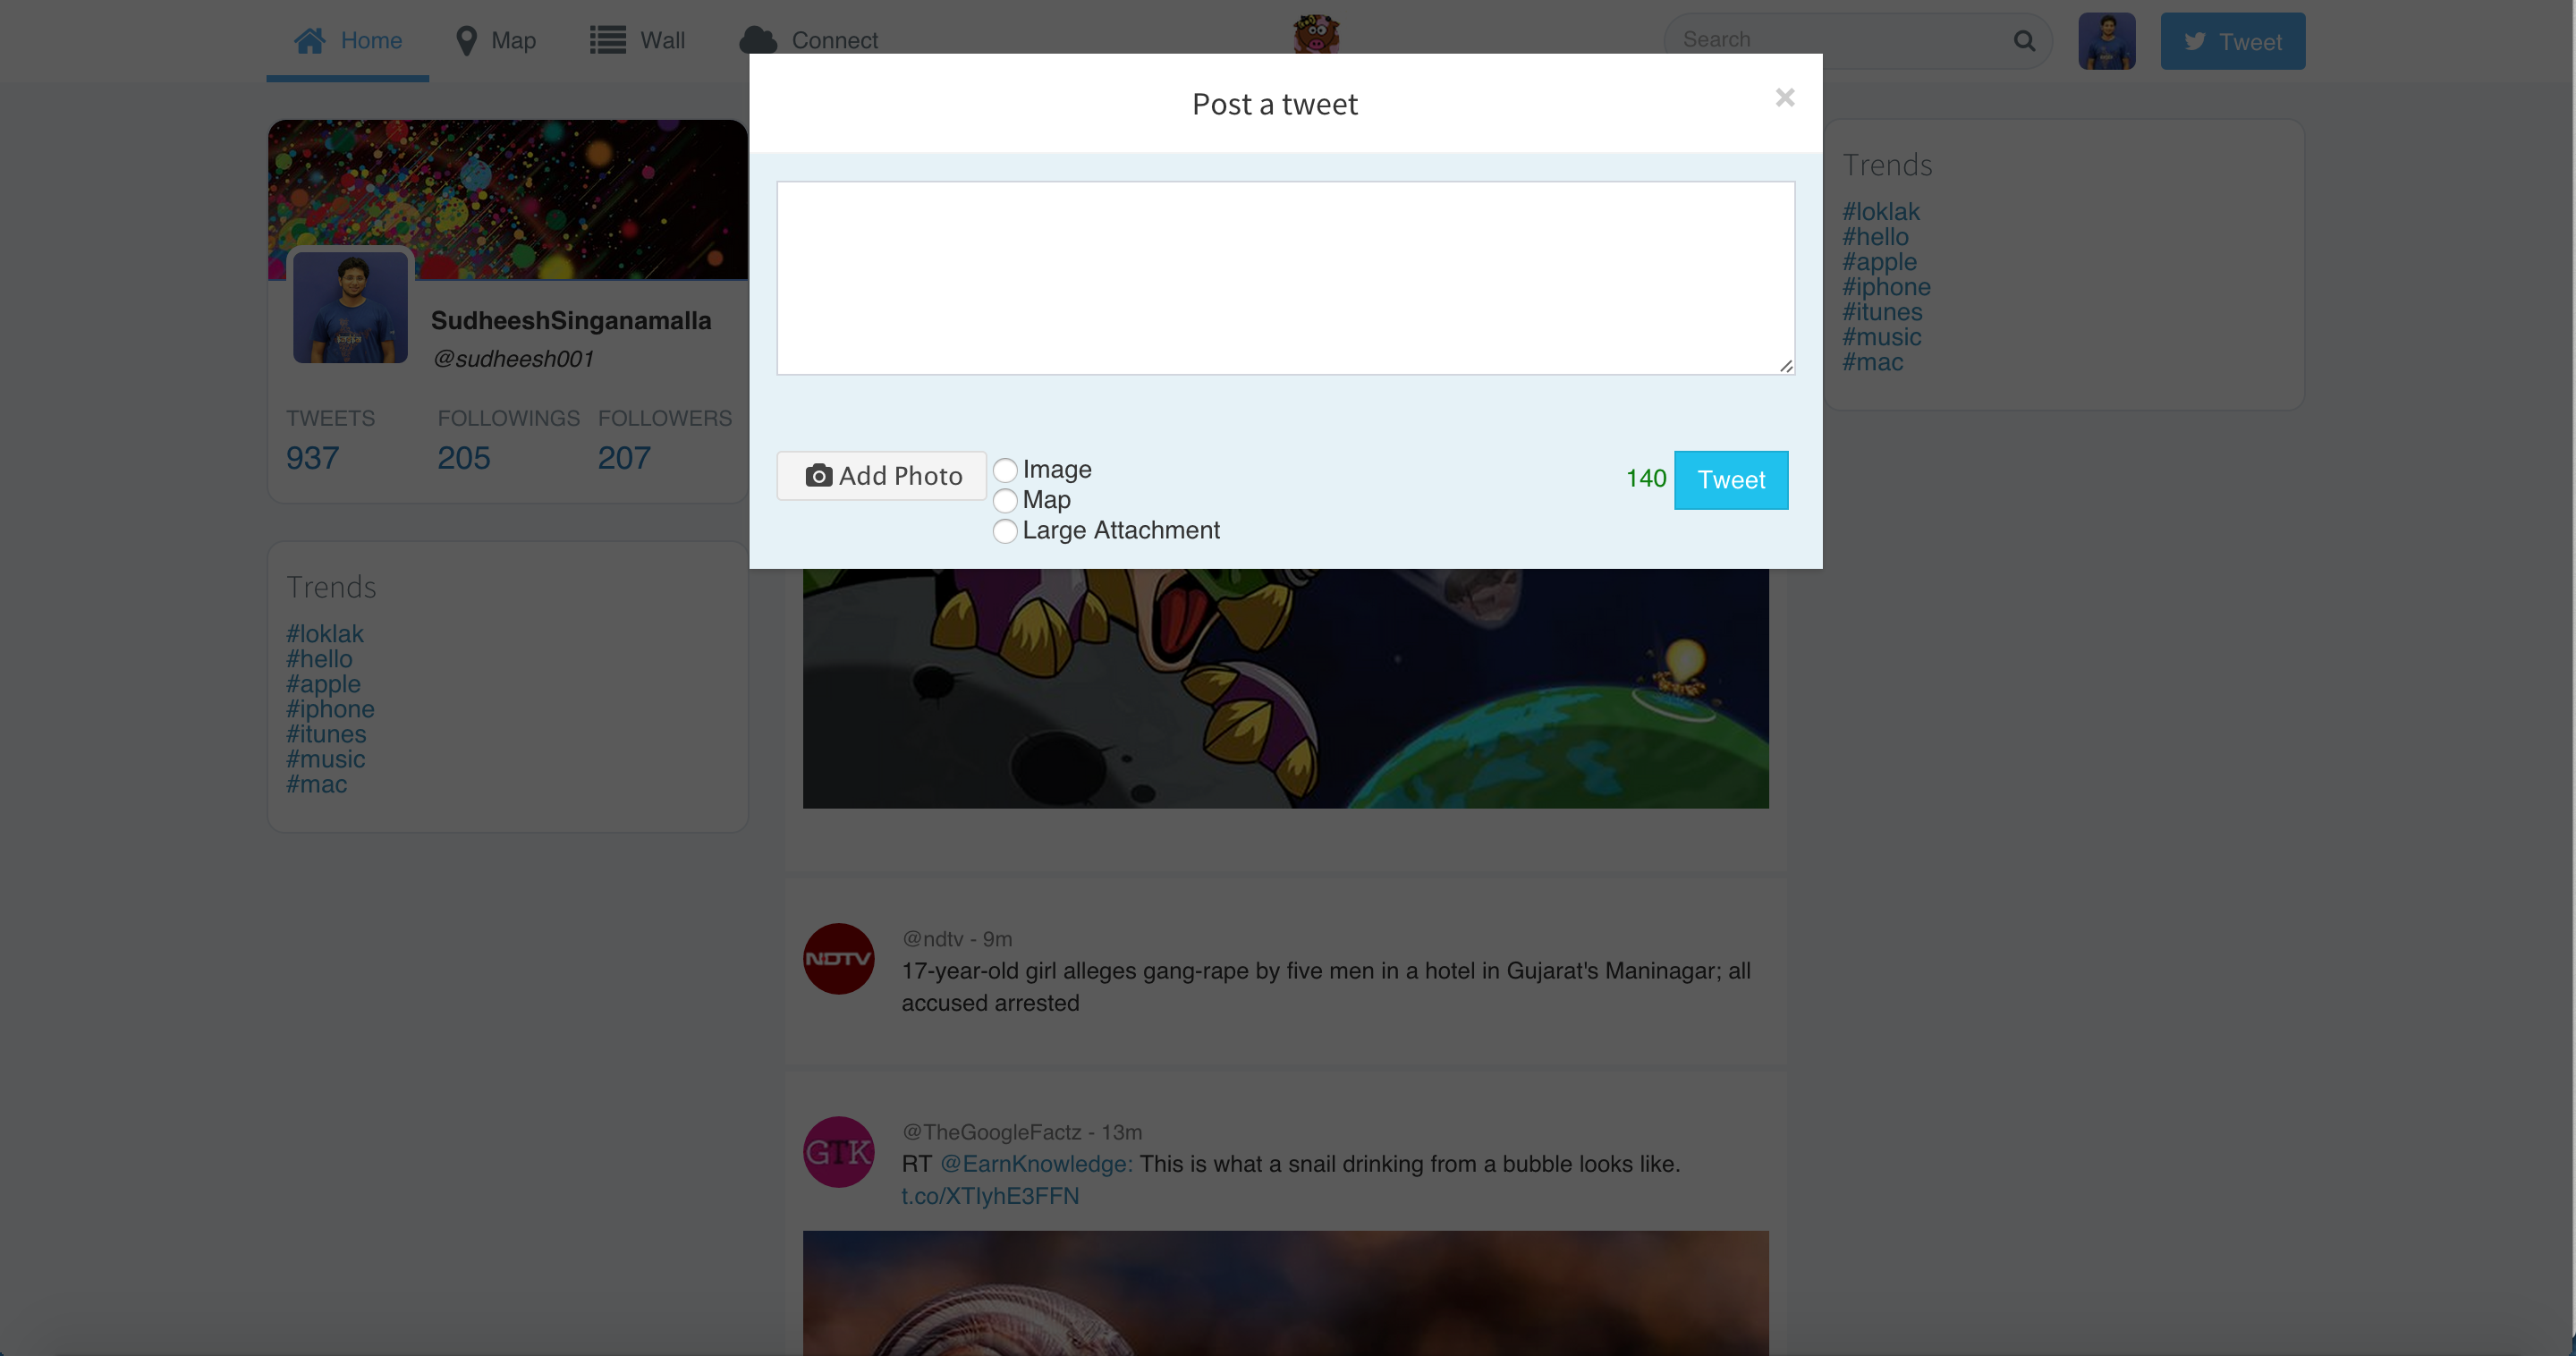 Home
Map
Wall
Connect
Search
Tweet
Post a tweet
×
Add Photo
Image
Map
Large Attachment
140
Tweet
SudheeshSinganamalla
@sudheesh001
TWEETS FOLLOWINGS FOLLOWERS
937 205 207
Trends
#loklak
#hello
#apple
#iphone
#itunes
#music
#mac
Trends
#loklak
#hello
#apple
#iphone
#itunes
#music
#mac
NDTV
@ndtv - 9m
17-year-old girl alleges gang-rape by five men in a hotel in Gujarat's Maninagar; all
accused arrested
GTK
@TheGoogleFactz - 13m
RT @EarnKnowledge: This is what a snail drinking from a bubble looks like.
t.co/XTIyhE3FFN